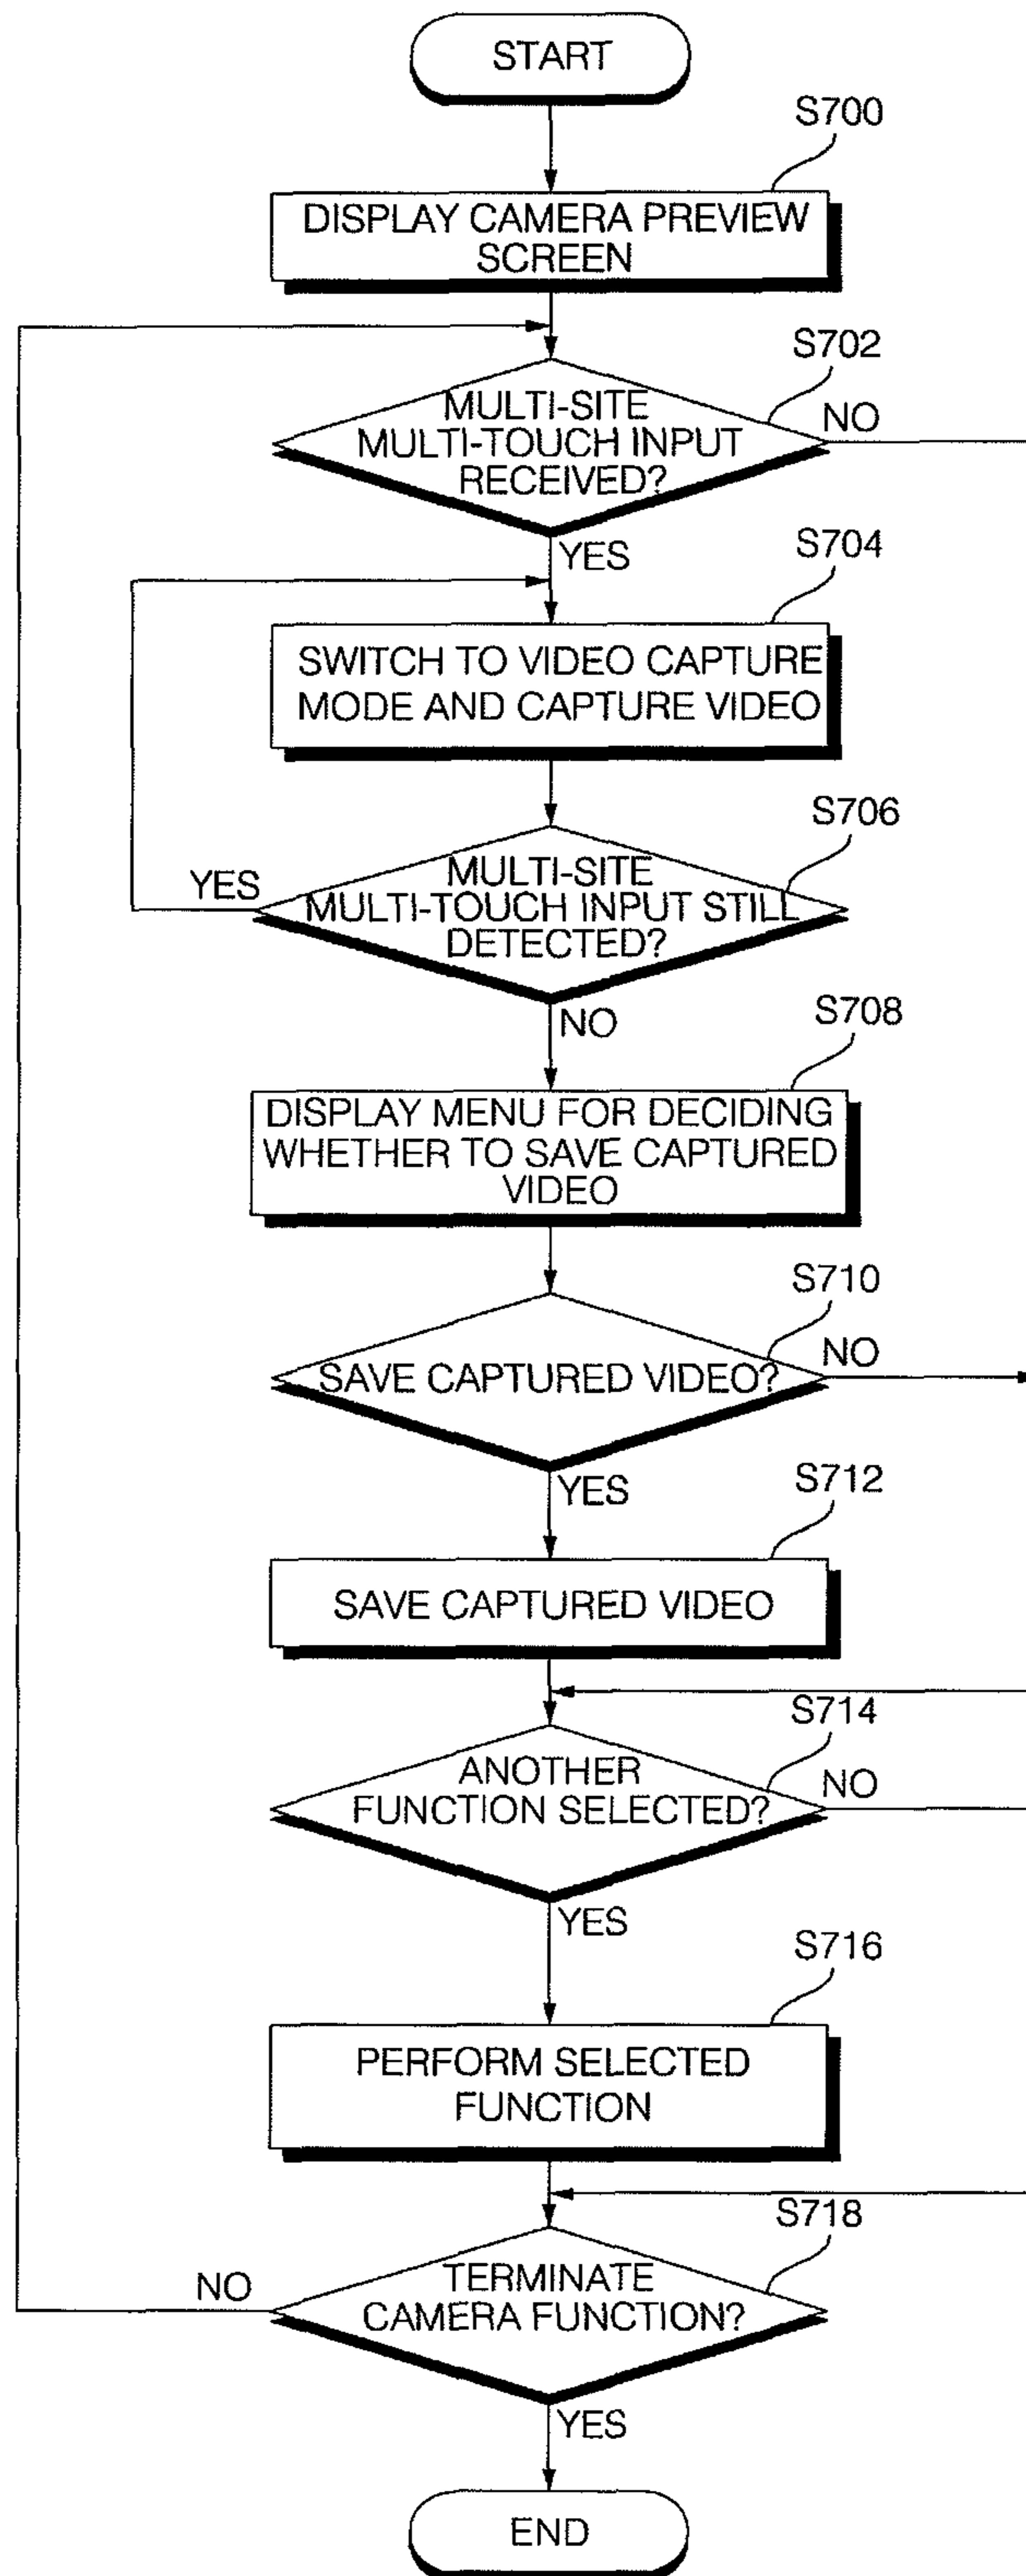 START
S700
DISPLAY CAMERA PREVIEW
SCREEN
S702
MULTI-SITE
MULTI-TOUCH INPUT
RECEIVED?
NO
YES
S704
SWITCH TO VIDEO CAPTURE
MODE AND CAPTURE VIDEO
S706
MULTI-SITE
MULTI-TOUCH INPUT STILL
DETECTED?
YES
NO
S708
DISPLAY MENU FOR DECIDING
WHETHER TO SAVE CAPTURED
VIDEO
S710
SAVE CAPTURED VIDEO?
NO
YES
S712
SAVE CAPTURED VIDEO
S714
ANOTHER
FUNCTION SELECTED?
NO
YES
S716
PERFORM SELECTED
FUNCTION
S718
TERMINATE
CAMERA FUNCTION?
NO
YES
END